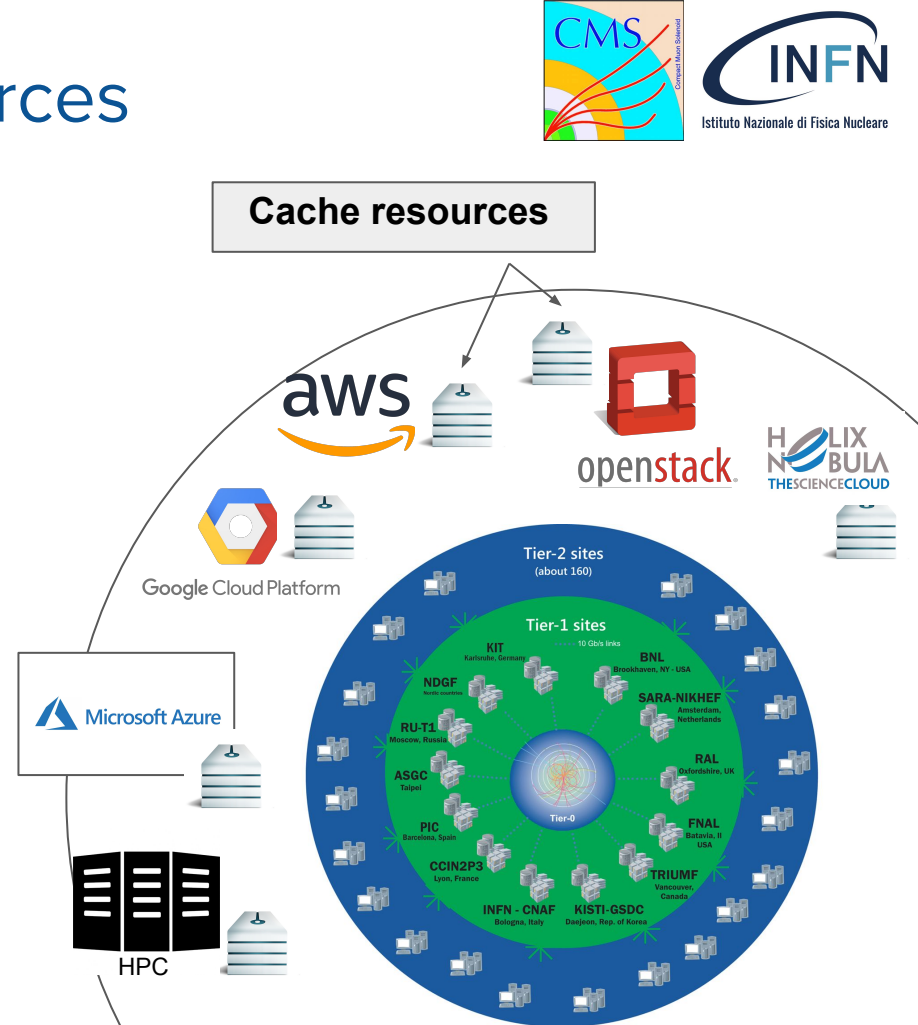 rces
CMS
Compact Muon Solenoid
INFN
Istituto Nazionale di Fisica Nucleare
Cache resources
aws
openstack.
HELIX
NEBULA
THESCIENCECLOUD
Google Cloud Platform
Microsoft Azure
HPC
Tier-2 sites
(about 160)
Tier-1 sites
10 Gb/s links
KIT
Karlsruhe, Germany
BNL
Brookhaven, NY - USA
NDGF
Nordic countries
SARA-NIKHEF
Amsterdam,
Netherlands
RU-T1
Moscow, Russia
RAL
Oxfordshire, UK
ASGC
Taipei
Tier-0
PIC
Barcelona, Spain
FNAL
Batavia, Il
USA
CCIN2P3
Lyon, France
TRIUMF
Vancouver,
Canada
INFN - CNAF
Bologna, Italy
KISTI-GSDC
Daejeon, Rep. of Korea